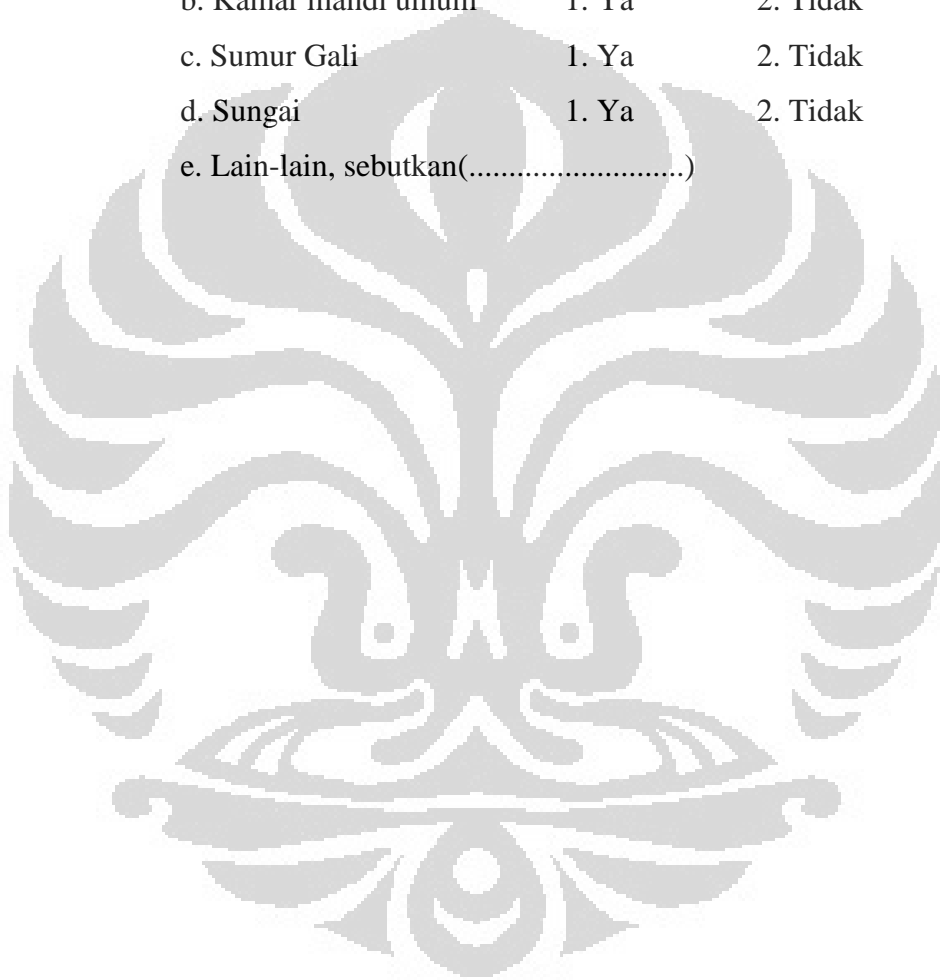 b. Kamar mandi umum 1. Ya 2. Tidak
c. Sumur Gali 1. Ya 2. Tidak
d. Sungai 1. Ya 2. Tidak
e. Lain-lain, sebutkan(...........................)